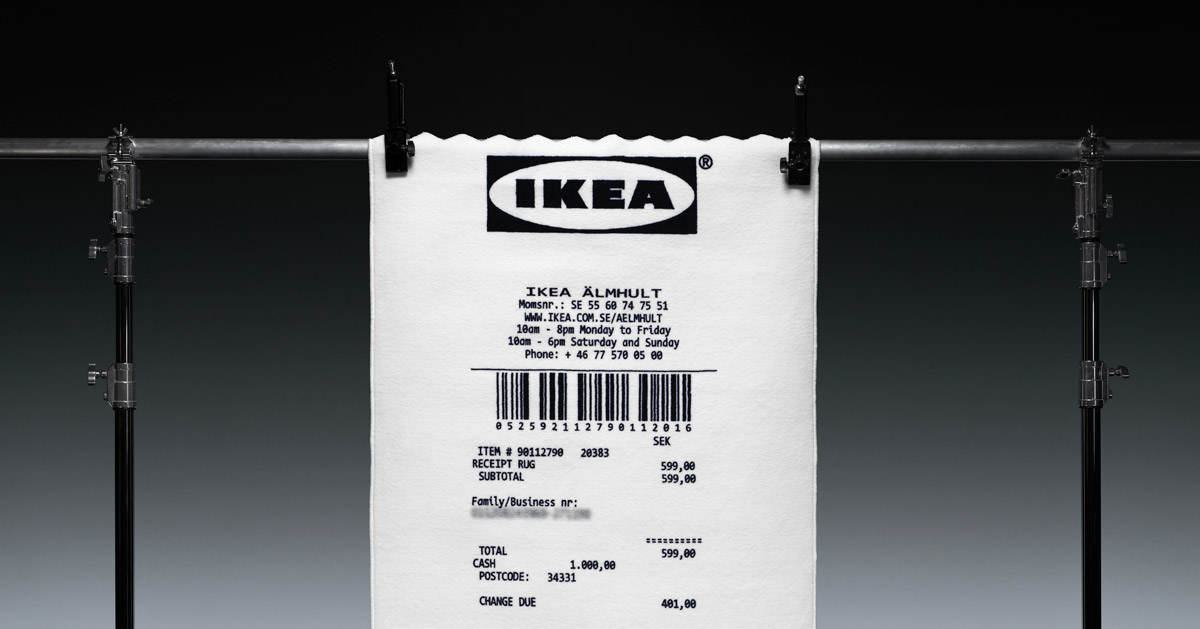 IKEA®
IKEA ÄLMHULT
Momsnr.: SE 55 60 74 75 51
WWW.IKEA.COM.SE/AELMHULT
10am - 8pm Monday to Friday
10am - 6pm Saturday and Sunday
Phone: + 46 77 570 05 00
0525921127901120 16
SEK
ITEM # 90112790 20383
RECEIPT RUG 599,00
SUBTOTAL 599,00
Family/Business nr:
==========
TOTAL 599,00
CASH 1.000,00
POSTCODE: 34331
CHANGE DUE 401,00